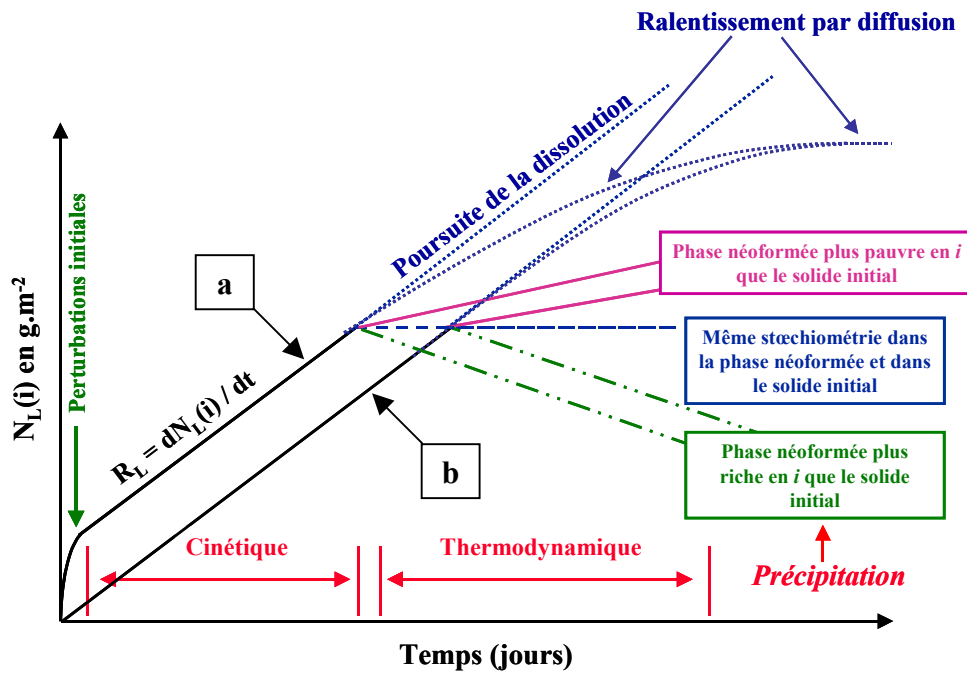 Ralentissement par diffusion
Poursuite de la dissolution
Perturbations initiales
N_L(i) en g.m⁻²
a
R_L = dN_L(i) / dt
b
Phase néoformée plus pauvre en i
que le solide initial
Même stœchiométrie dans
la phase néoformée et dans
le solide initial
Phase néoformée plus
riche en i que le solide
initial
Cinétique
Thermodynamique
Précipitation
Temps (jours)